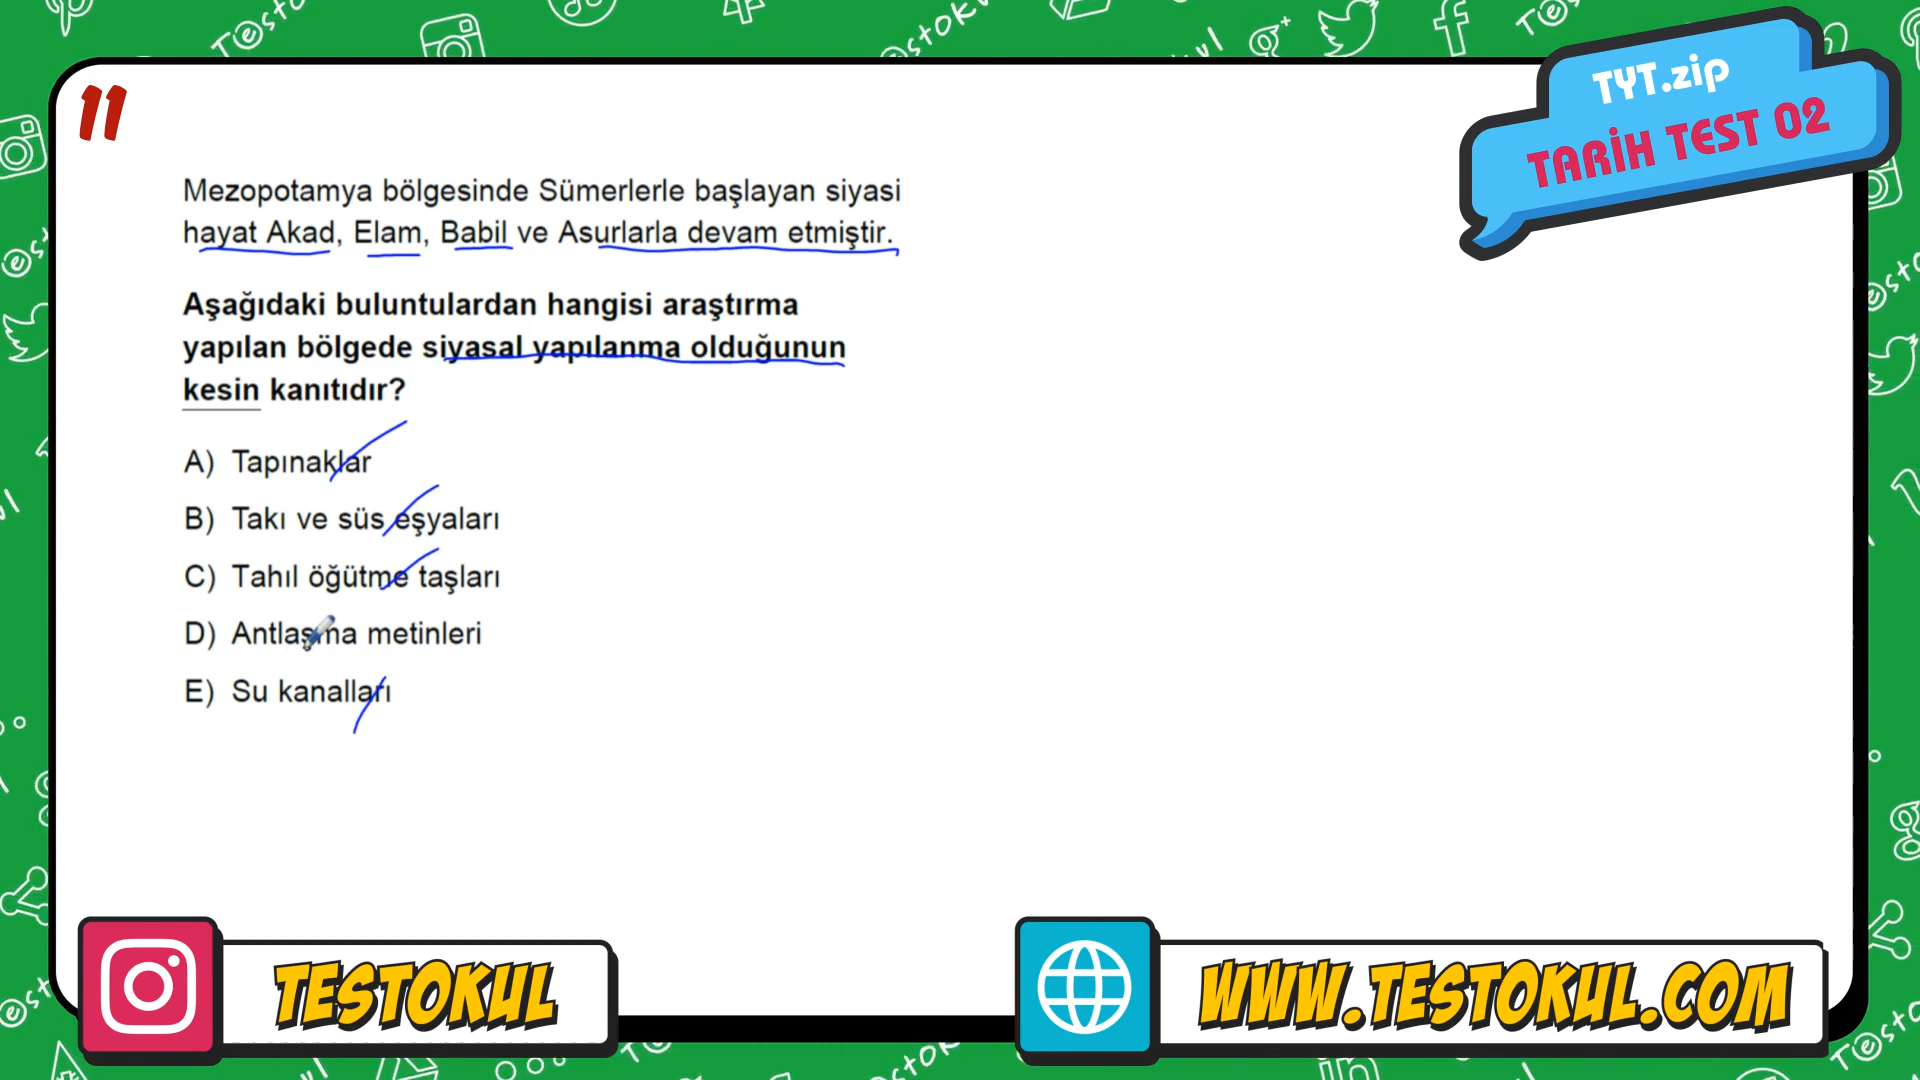 11
TYT.zip
TARİH TEST 02
Mezopotamya bölgesinde Sümerlerle başlayan siyasi
hayat Akad, Elam, Babil ve Asurlarla devam etmiştir.
Aşağıdaki buluntulardan hangisi araştırma
yapılan bölgede siyasal yapılanma olduğunun
kesin kanıtıdır?
A) Tapınaklar
B) Takı ve süs eşyaları
C) Tahıl öğütme taşları
D) Antlaşma metinleri
E) Su kanalları
TESTOKUL
WWW.TESTOKUL.COM